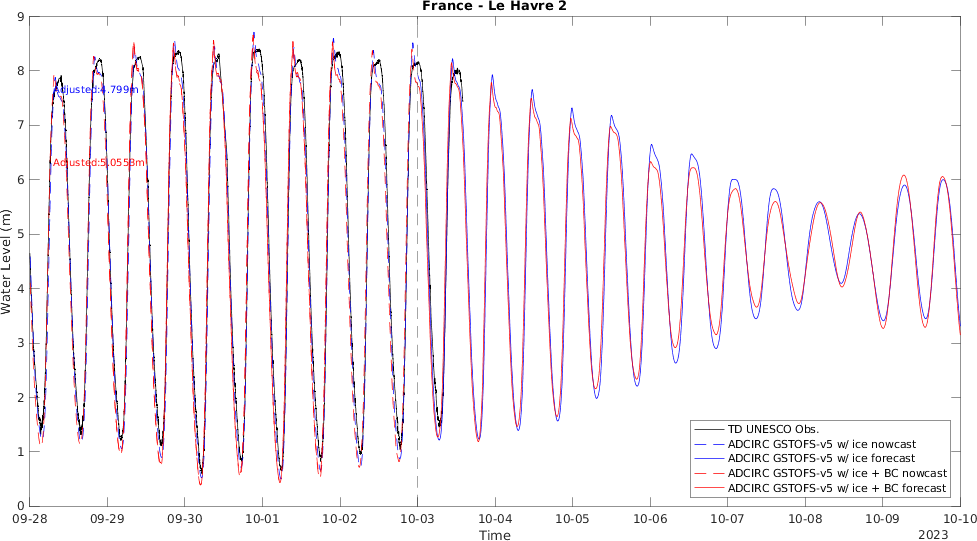 France - Le Havre 2
Water Level (m)
9
8
7
6
5
4
3
2
1
0
Adjusted:4.799m
Adjusted:5.0558m
TD UNESCO Obs.
ADCIRC GSTOFS-v5 w/ ice nowcast
ADCIRC GSTOFS-v5 w/ ice forecast
ADCIRC GSTOFS-v5 w/ ice + BC nowcast
ADCIRC GSTOFS-v5 w/ ice + BC forecast
09-28 09-29 09-30 10-01 10-02 10-03 10-04 10-05 10-06 10-07 10-08 10-09 10-10
Time
2023